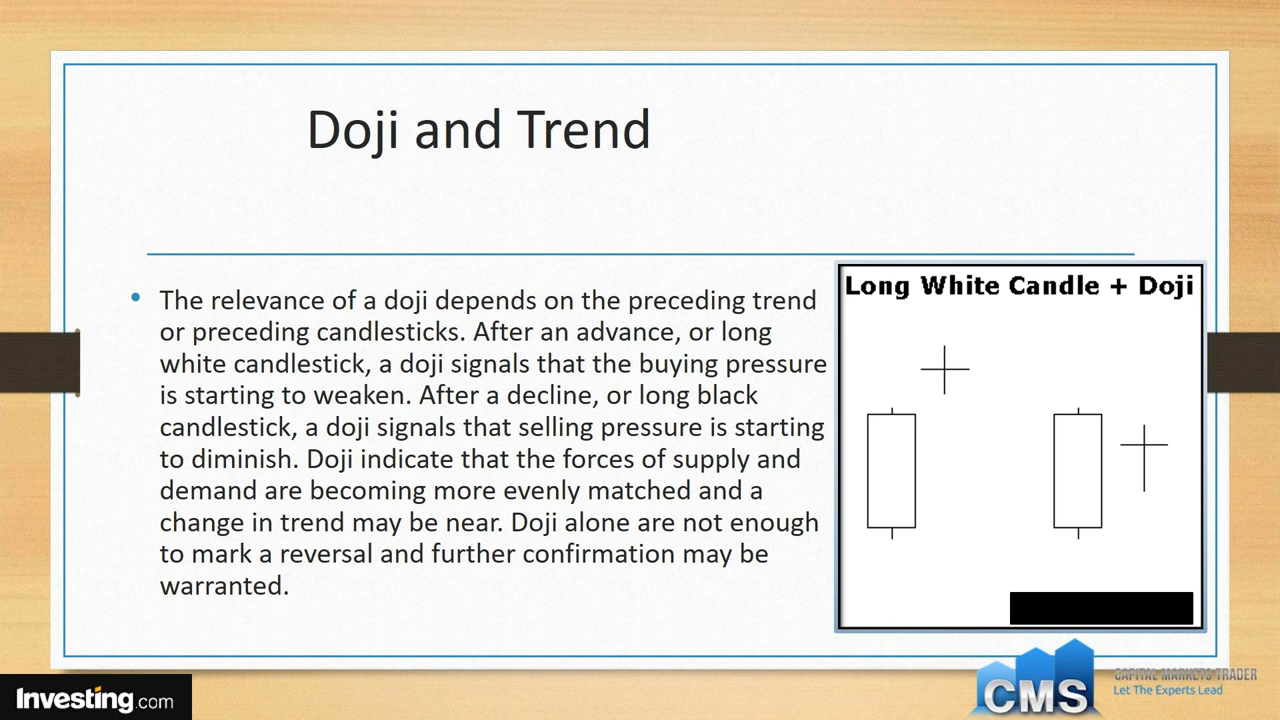 Doji and Trend
• The relevance of a doji depends on the preceding trend
or preceding candlesticks. After an advance, or long
white candlestick, a doji signals that the buying pressure
is starting to weaken. After a decline, or long black
candlestick, a doji signals that selling pressure is starting
to diminish. Doji indicate that the forces of supply and
demand are becoming more evenly matched and a
change in trend may be near. Doji alone are not enough
to mark a reversal and further confirmation may be
warranted.
Long White Candle + Doji
Investing.com
CMS
CAPITAL MARKETS TRADER
Let The Experts Lead